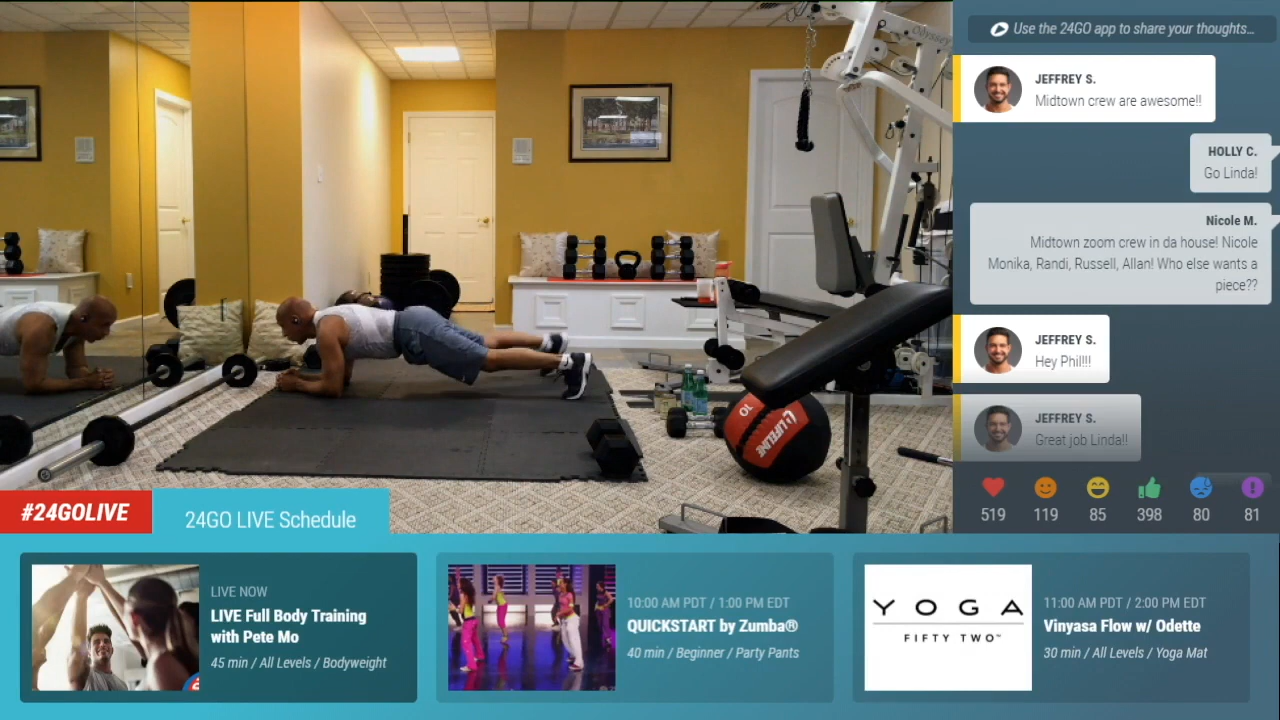 Odyssey
Use the 24GO app to share your thoughts...
JEFFREY S.
Midtown crew are awesome!!
HOLLY C.
Go Linda!
Nicole M.
Midtown zoom crew in da house! Nicole
Monika, Randi, Russell, Allan! Who else wants a
piece??
JEFFREY S.
Hey Phil!!!
JEFFREY S.
Great job Linda!!
519 119 85 398 80 81
10
LIFELINE
#24GOLIVE
24GO LIVE Schedule
LIVE NOW
LIVE Full Body Training
with Pete Mo
45 min / All Levels / Bodyweight
10:00 AM PDT / 1:00 PM EDT
QUICKSTART by Zumba®
40 min / Beginner / Party Pants
YOGA
FIFTY TWO™
11:00 AM PDT / 2:00 PM EDT
Vinyasa Flow w/ Odette
30 min / All Levels / Yoga Mat